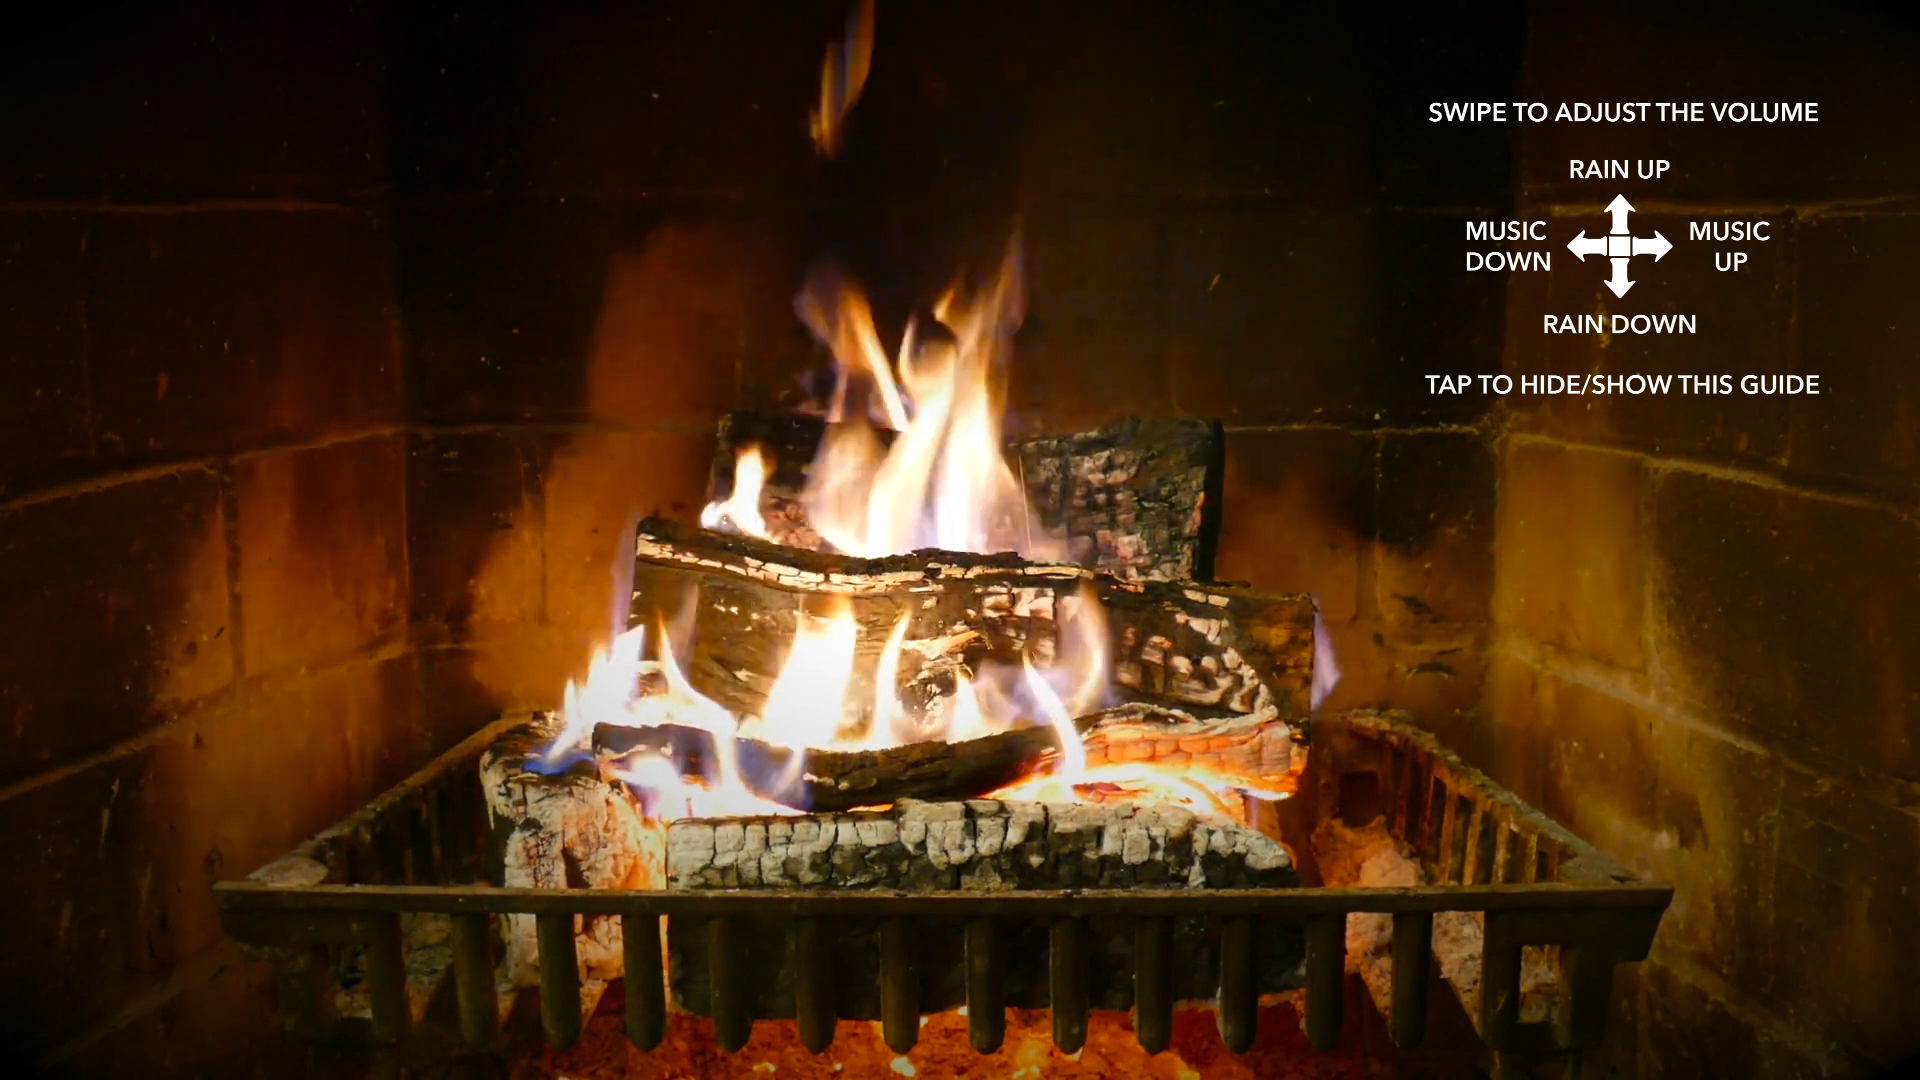 SWIPE TO ADJUST THE VOLUME
RAIN UP
MUSIC DOWN
MUSIC UP
RAIN DOWN
TAP TO HIDE/SHOW THIS GUIDE